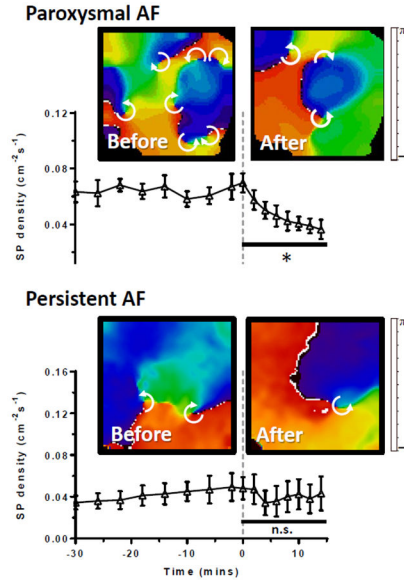 Paroxysmal AF
π
Before
After
0.12
0.08
0.04
SP density (cm⁻²s⁻¹)
*
Persistent AF
Before
After
0.16
0.12
0.08
0.04
0.00
SP density (cm⁻²s⁻¹)
n.s.
-30
-20
-10
0
10
Time (mins)